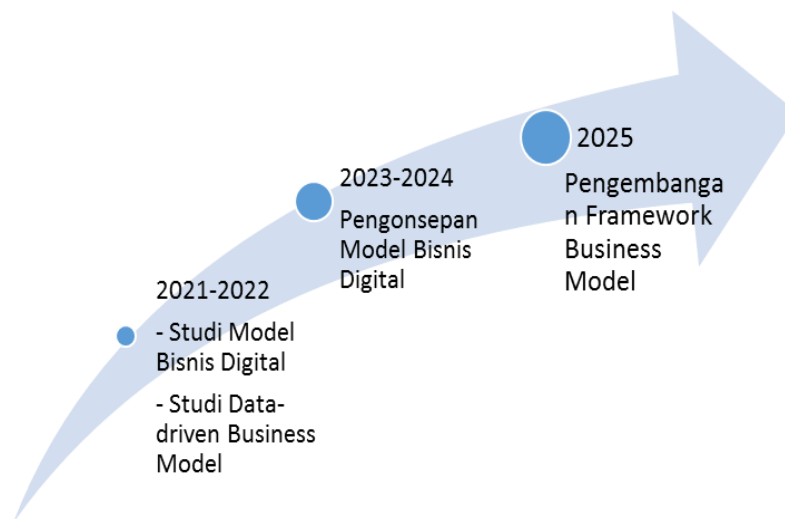 2021-2022
- Studi Model
Bisnis Digital
- Studi Data-
driven Business
Model
2023-2024
Pengonsepan
Model Bisnis
Digital
2025
Pengembanga
n Framework
Business
Model